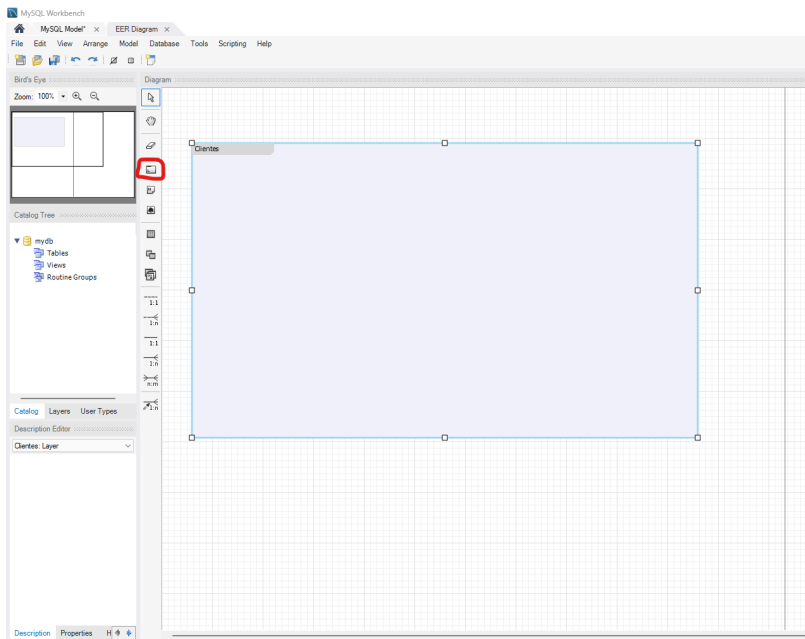 MySQL Workbench
MySQL Model* × EER Diagram ×
File Edit View Arrange Model Database Tools Scripting Help
Bird's Eye
Diagram
Zoom: 100%
Clientes
Catalog Tree
mydb
Tables
Views
Routine Groups
1:1
1:n
1:1
1:n
n:m
1:n
Catalog Layers User Types
Description Editor
Clientes: Layer
Description Properties H